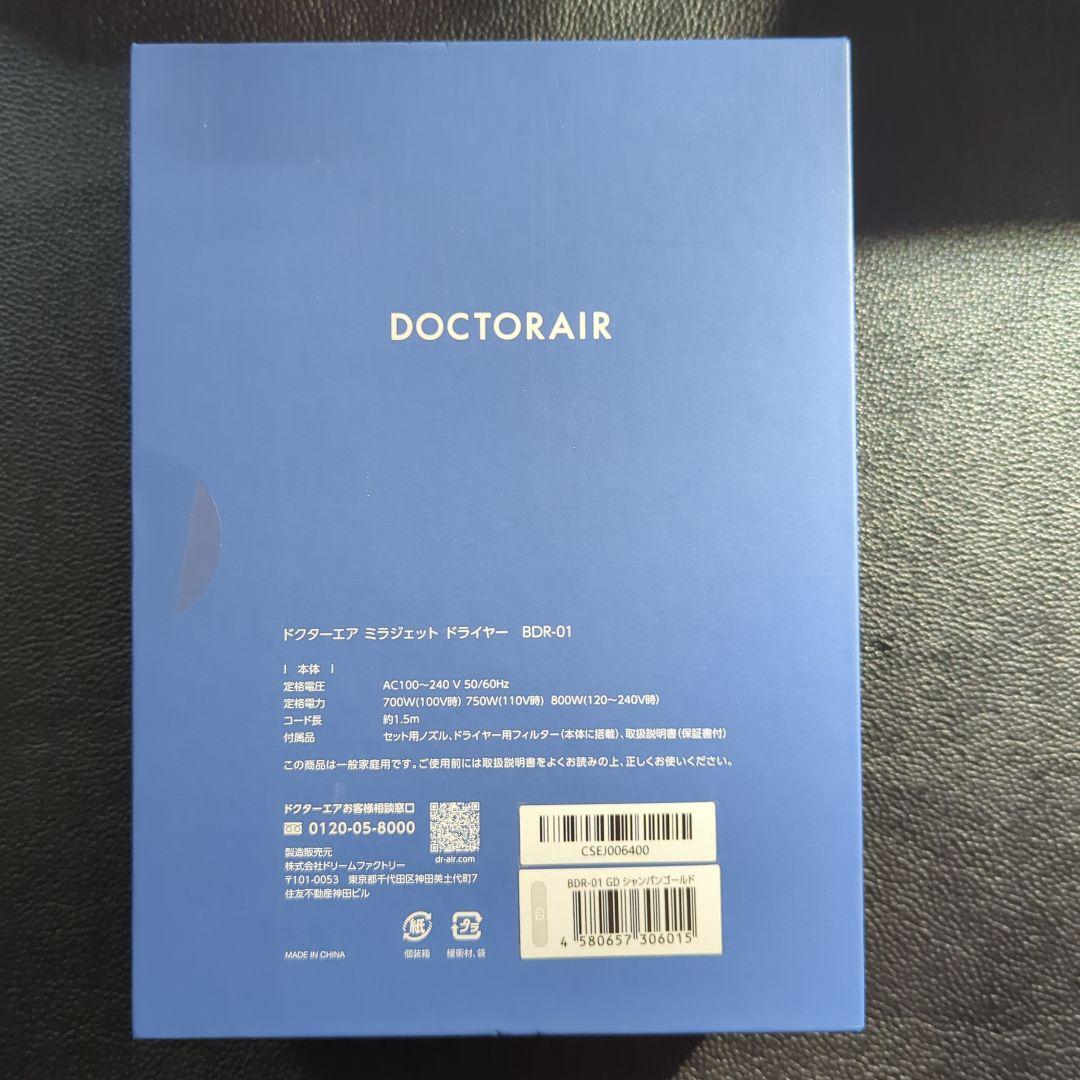 DOCTORAIR
ドクターエア ミラジェット ドライヤー BDR-01
| 本体 |
定格電圧 AC100～240 V 50/60Hz
定格電力 700W(100V時) 750W(110V時) 800W(120～240V時)
コード長 約1.5m
付属品 セット用ノズル、ドライヤー用フィルター(本体に搭載)、取扱説明書(保証書付)
この商品は一般家庭用です。ご使用前には取扱説明書をよくお読みの上、正しくお使いください。
ドクターエアお客様相談窓口
0120-05-8000
dr-air.com
製造販売元
株式会社ドリームファクトリー
〒101-0053 東京都千代田区神田美土代町7
住友不動産神田ビル
紙
個装箱
プラ
緩衝材、袋
MADE IN CHINA
CSEJ006400
BDR-01 GD シャンパンゴールド
GD
4 580657 306015